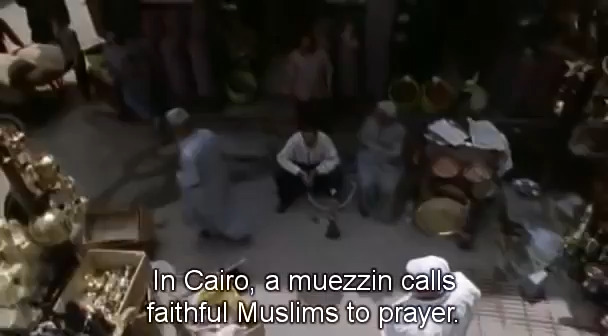 In Cairo, a muezzin calls
faithful Muslims to prayer.